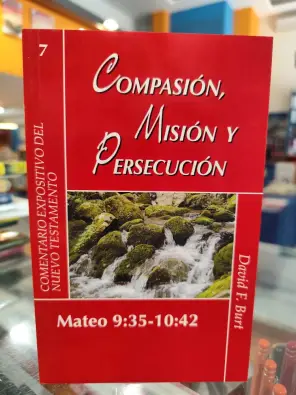 7
COMENTARIO EXPOSITIVO DEL
NUEVO TESTAMENTO
COMPASIÓN,
MISIÓN Y
PERSECUCIÓN
David F. Burt
Mateo 9:35-10:42